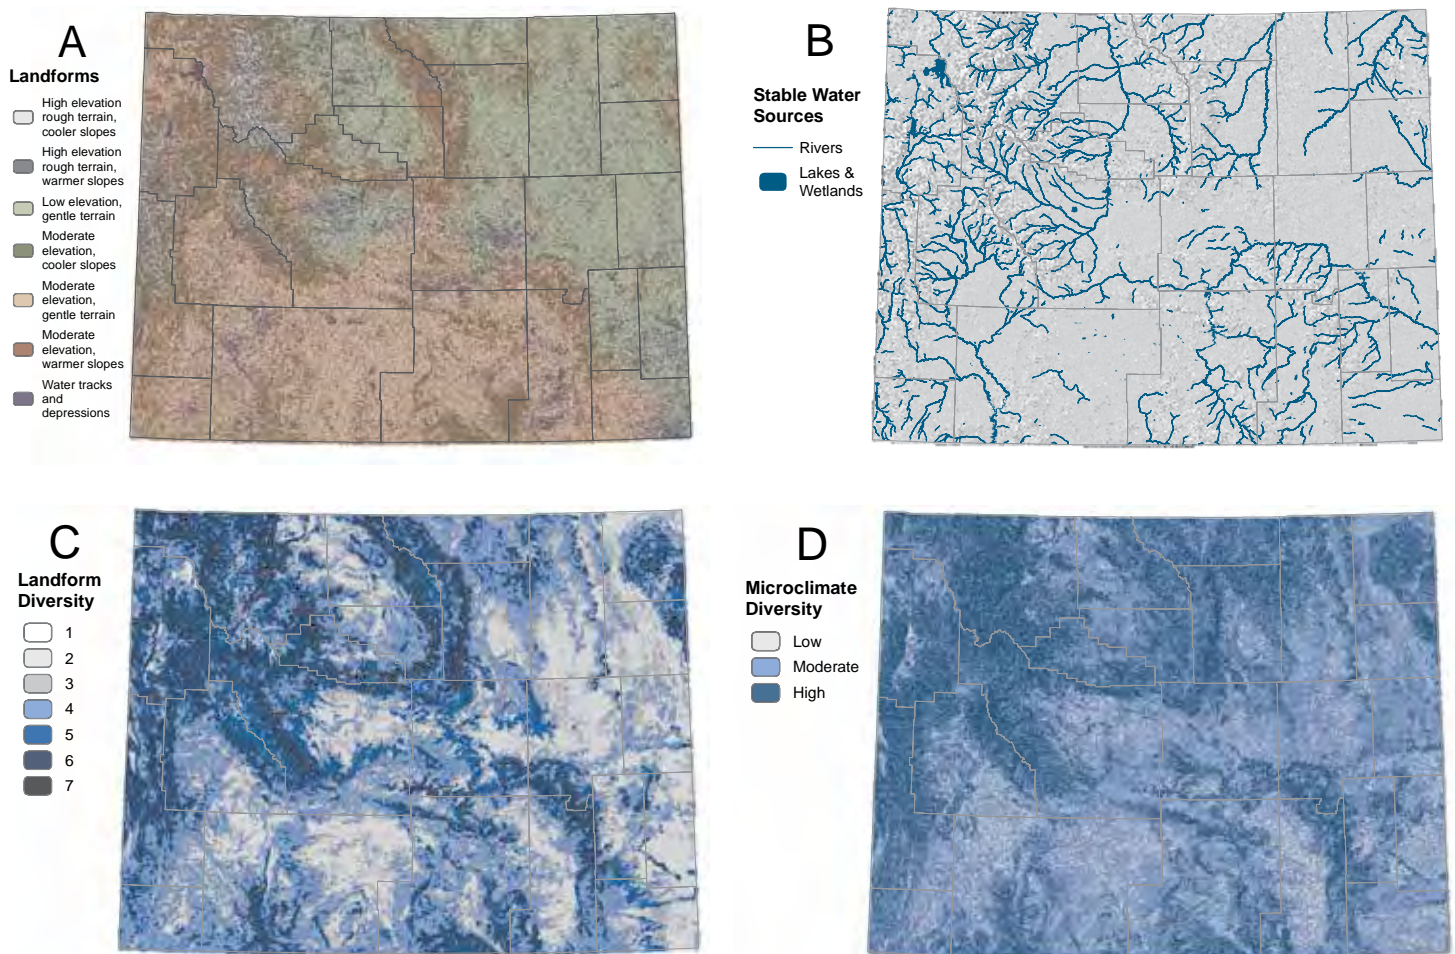 A
Landforms
High elevation
rough terrain,
cooler slopes
High elevation
rough terrain,
warmer slopes
Low elevation,
gentle terrain
Moderate
elevation,
cooler slopes
Moderate
elevation,
gentle terrain
Moderate
elevation,
warmer slopes
Water tracks
and
depressions
B
Stable Water
Sources
Rivers
Lakes &
Wetlands
C
Landform
Diversity
1
2
3
4
5
6
7
D
Microclimate
Diversity
Low
Moderate
High